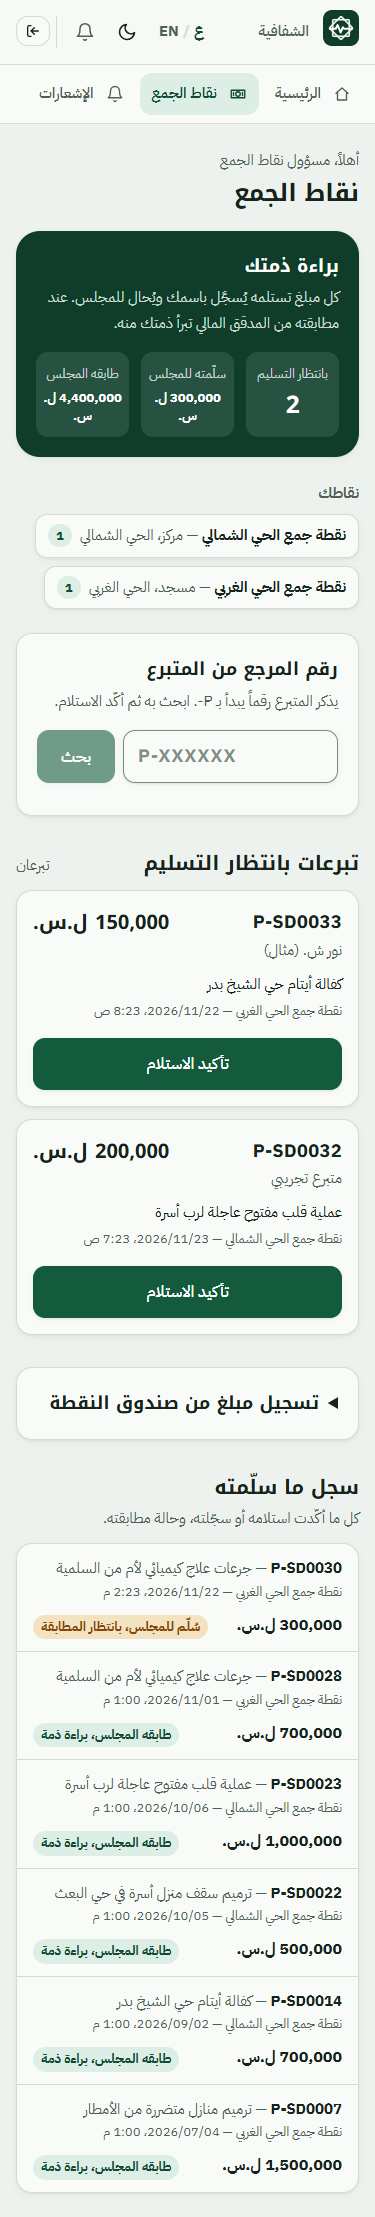 الشفافية
ع / EN
الرئيسية
نقاط الجمع
الإشعارات
أهلاً، مسؤول نقاط الجمع
نقاط الجمع
براءة ذمتك
كل مبلغ تستلمه يُسجَّل باسمك ويُحال للمجلس. عند
مطابقته من المدقق المالي تبرأ ذمتك منه.
بانتظار التسليم
2
سلّمته للمجلس
300,000 ل.س.
طابقه المجلس
4,400,000 ل.س.
نقاطك
نقطة جمع الحي الشمالي — مركز، الحي الشمالي 1
نقطة جمع الحي الغربي — مسجد، الحي الغربي 1
رقم المرجع من المتبرع
يذكر المتبرع رقماً يبدأ بـ P-. ابحث به ثم أكّد الاستلام.
P-XXXXXX
بحث
تبرعات بانتظار التسليم
تبرعان
P-SD0033
150,000 ل.س.
نور ش. (مثال)
كفالة أيتام حي الشيخ بدر
نقطة جمع الحي الغربي — 2026/11/22، 8:23 ص
تأكيد الاستلام
P-SD0032
200,000 ل.س.
متبرع تجريبي
عملية قلب مفتوح عاجلة لرب أسرة
نقطة جمع الحي الشمالي — 2026/11/23، 7:23 ص
تأكيد الاستلام
تسجيل مبلغ من صندوق النقطة
سجل ما سلّمته
كل ما أكّدت استلامه أو سجّلته، وحالة مطابقته.
P-SD0030 — جرعات علاج كيميائي لأم من السلمية
نقطة جمع الحي الغربي — 2026/11/22، 2:23 م
300,000 ل.س.
سُلّم للمجلس، بانتظار المطابقة
P-SD0028 — جرعات علاج كيميائي لأم من السلمية
نقطة جمع الحي الغربي — 2026/11/01، 1:00 م
700,000 ل.س.
طابقه المجلس، براءة ذمة
P-SD0023 — عملية قلب مفتوح عاجلة لرب أسرة
نقطة جمع الحي الشمالي — 2026/10/06، 1:00 م
1,000,000 ل.س.
طابقه المجلس، براءة ذمة
P-SD0022 — ترميم سقف منزل أسرة في حي البعث
نقطة جمع الحي الشمالي — 2026/10/05، 1:00 م
500,000 ل.س.
طابقه المجلس، براءة ذمة
P-SD0014 — كفالة أيتام حي الشيخ بدر
نقطة جمع الحي الشمالي — 2026/09/02، 1:00 م
700,000 ل.س.
طابقه المجلس، براءة ذمة
P-SD0007 — ترميم منازل متضررة من الأمطار
نقطة جمع الحي الغربي — 2026/07/04، 1:00 م
1,500,000 ل.س.
طابقه المجلس، براءة ذمة